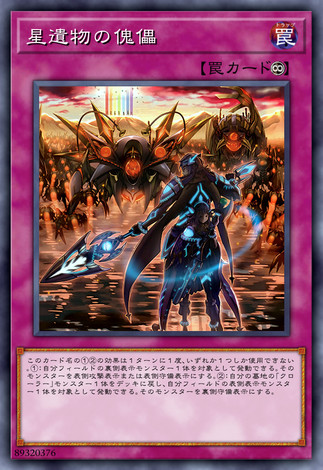 星遺物の傀儡
トラップ
罠
【罠カード】
このカード名の①②の効果は1ターンに1度、いずれか1つしか使用できない
。①:自分フィールドの裏側表示モンスター1体を対象として発動できる。その
モンスターを表側攻撃表示または表側守備表示にする。②:自分の墓地の「ク
ローラー」モンスター1体をデッキに戻し、自分フィールドの表側表示モンスタ
ー1体を対象として発動できる。そのモンスターを裏側守備表示にする。
89320376